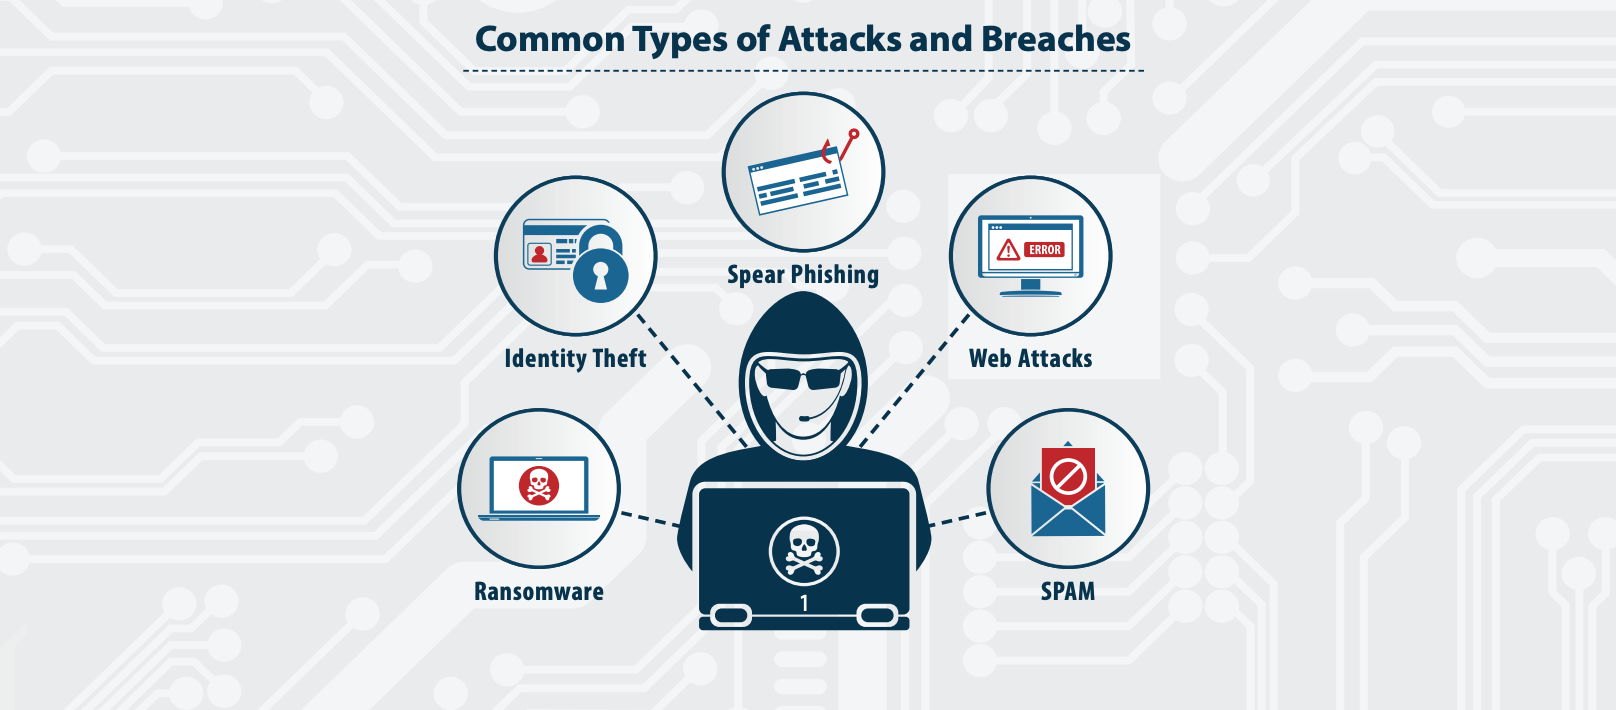 Common Types of Attacks and Breaches
Spear Phishing
Identity Theft
ERROR
Web Attacks
Ransomware
1
SPAM